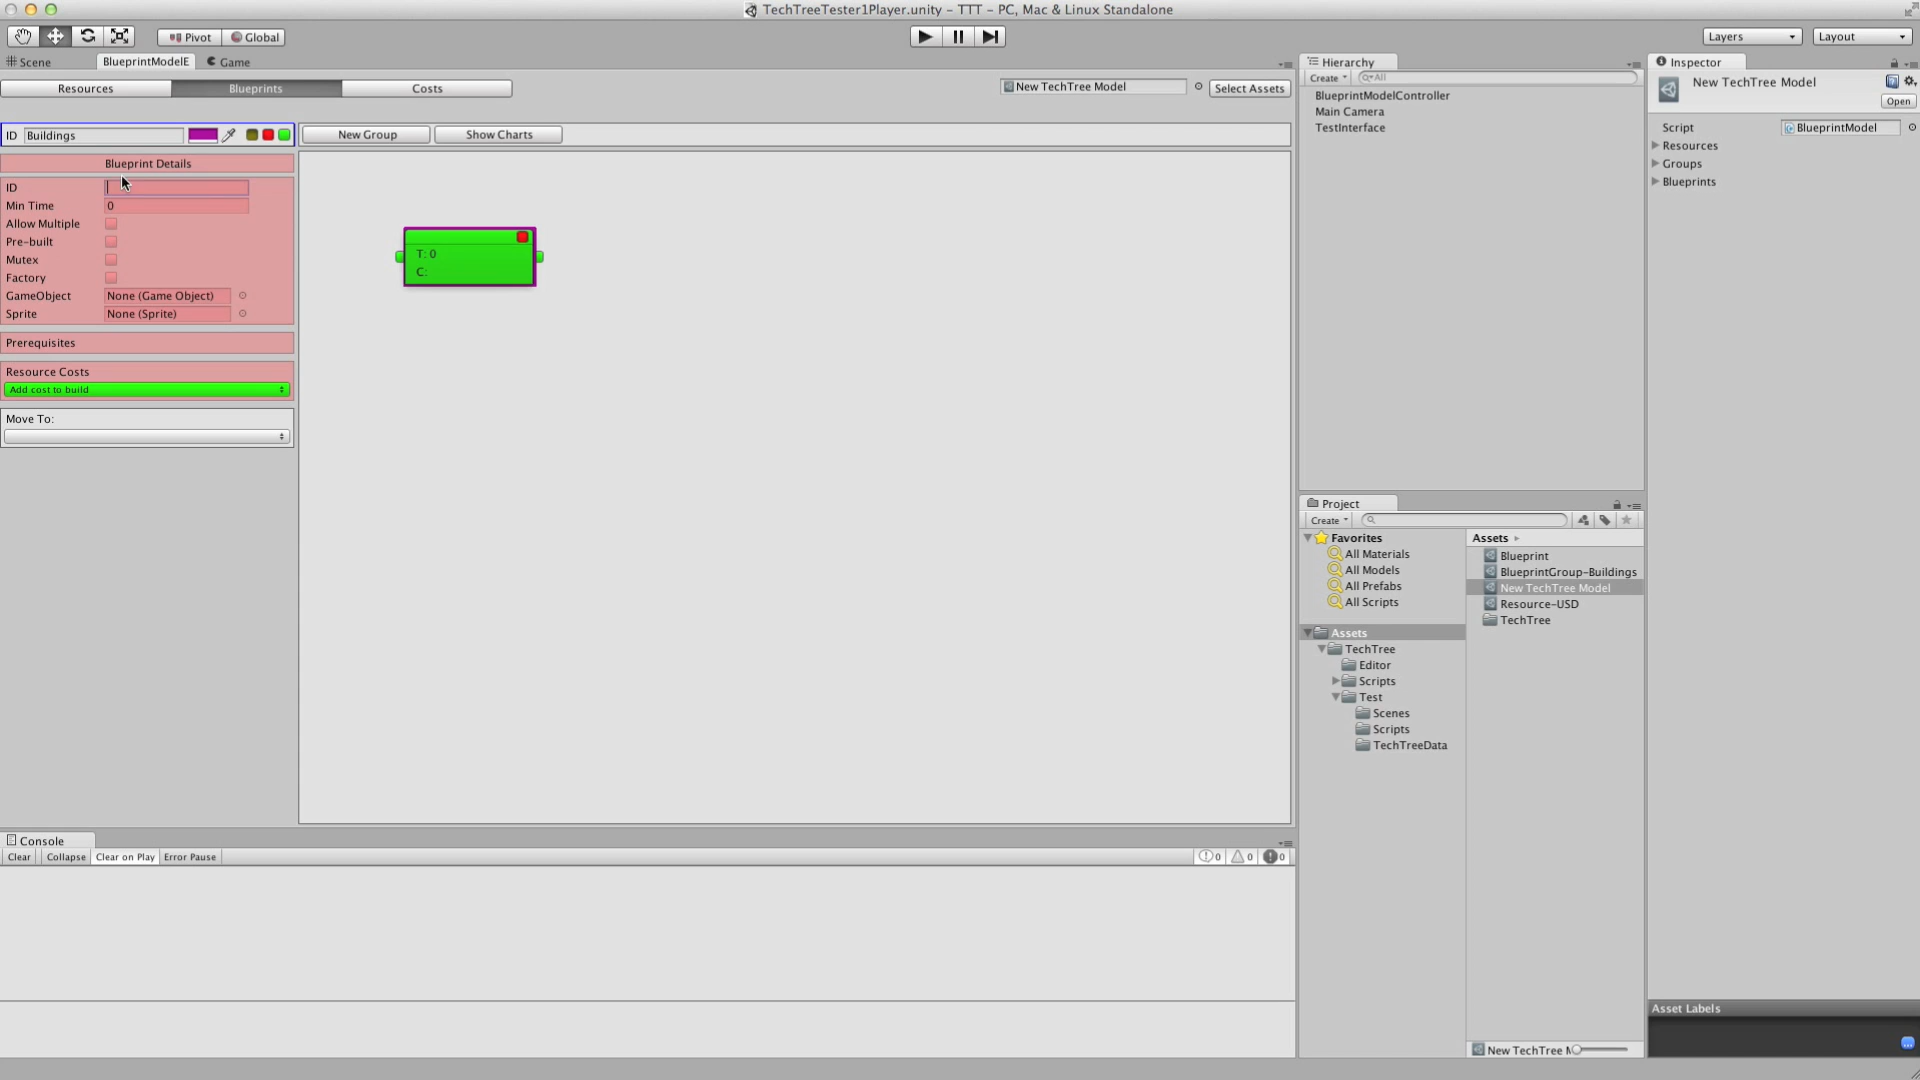 TechTreeTester1Player.unity – TTT – PC, Mac & Linux Standalone
Pivot
Global
Layers
Layout
Scene
BlueprintModelE
Game
Resources
Blueprints
Costs
New TechTree Model
Select Assets
ID
Buildings
New Group
Show Charts
Blueprint Details
ID
Min Time
0
Allow Multiple
Pre-built
Mutex
Factory
GameObject
None (Game Object)
Sprite
None (Sprite)
Prerequisites
Resource Costs
Add cost to build
Move To:
T: 0
C:
Console
Clear
Collapse
Clear on Play
Error Pause
0
0
0
Hierarchy
Create
All
BlueprintModelController
Main Camera
TestInterface
Project
Create
Favorites
All Materials
All Models
All Prefabs
All Scripts
Assets
TechTree
Editor
Scripts
Test
Scenes
Scripts
TechTreeData
Assets
Blueprint
BlueprintGroup-Buildings
New TechTree Model
Resource-USD
TechTree
New TechTree M
Inspector
New TechTree Model
Open
Script
BlueprintModel
Resources
Groups
Blueprints
Asset Labels